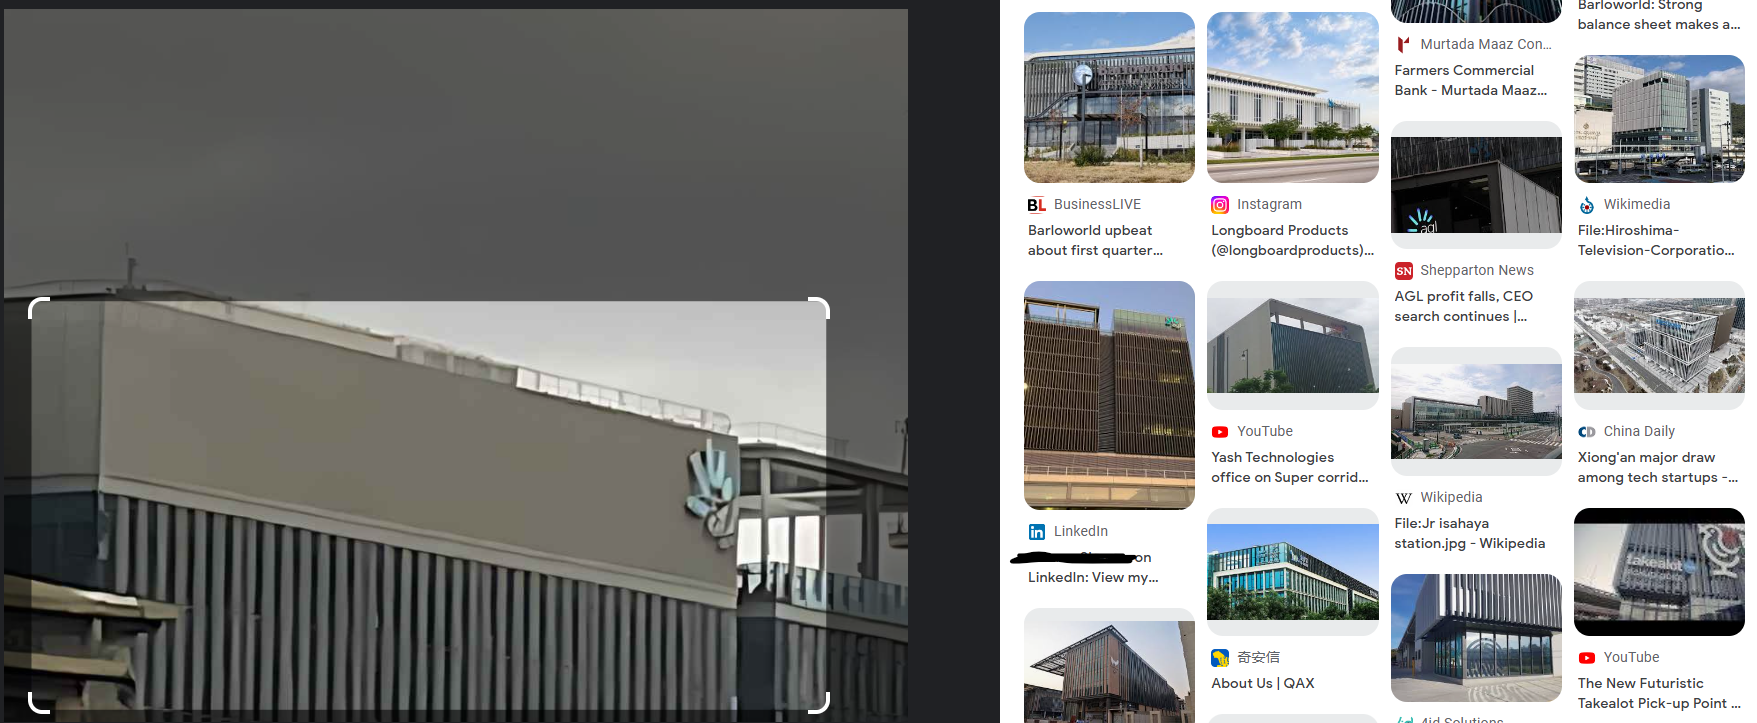 BusinessLIVE
Barloworld upbeat
about first quarter...
LinkedIn
on
LinkedIn: View my...
Instagram
Longboard Products
(@longboardproducts)...
YouTube
Yash Technologies
office on Super corrid...
奇安信
About Us | QAX
Murtada Maaz Con...
Farmers Commercial
Bank - Murtada Maaz...
agl
Shepparton News
AGL profit falls, CEO
search continues |...
Wikipedia
File:Jr isahaya
station.jpg - Wikipedia
4id Solutions
Barloworld: Strong
balance sheet makes a...
Wikimedia
File:Hiroshima-
Television-Corporatio...
China Daily
Xiong'an major draw
among tech startups -...
takealot
YouTube
The New Futuristic
Takealot Pick-up Point ...